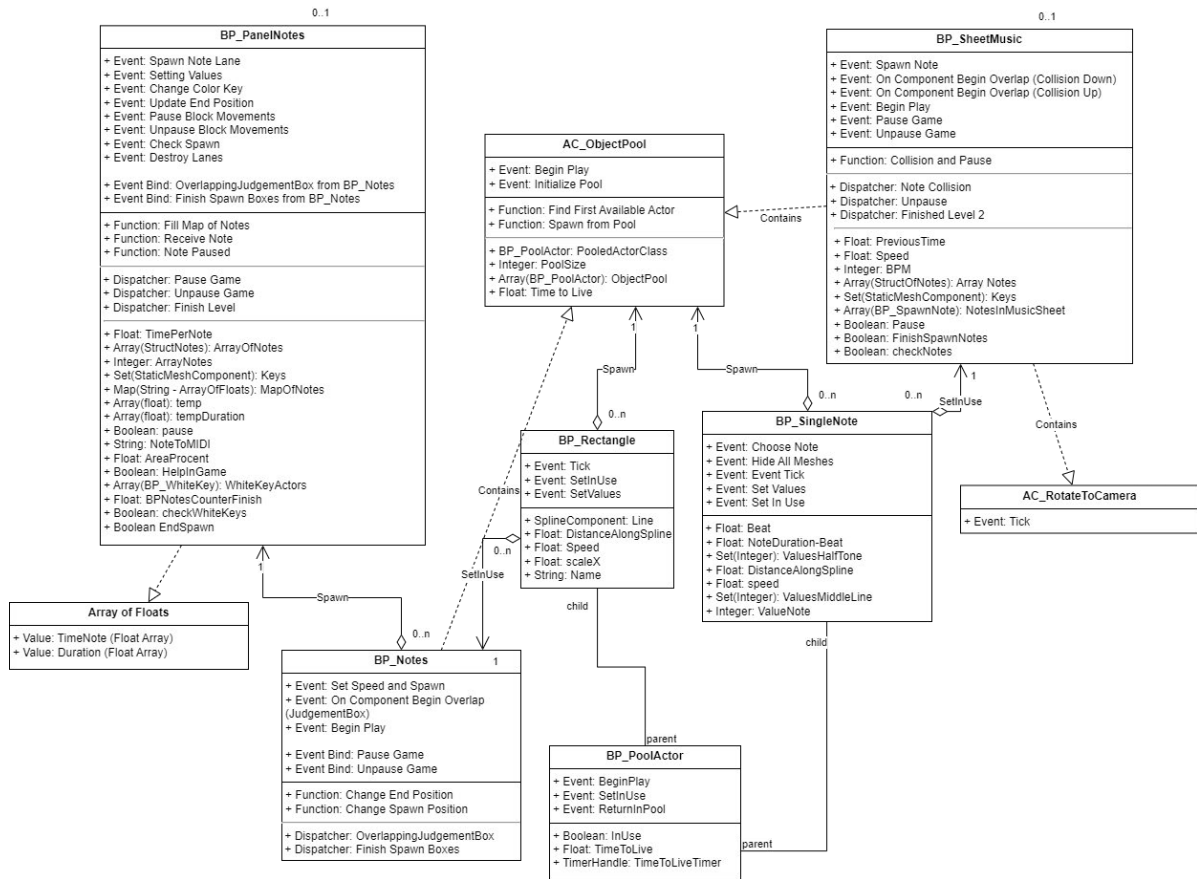 0..1
BP_PanelNotes
+ Event: Spawn Note Lane
+ Event: Setting Values
+ Event: Change Color Key
+ Event: Update End Position
+ Event: Pause Block Movements
+ Event: Unpause Block Movements
+ Event: Check Spawn
+ Event: Destroy Lanes
+ Event Bind: OverlappingJudgementBox from BP_Notes
+ Event Bind: Finish Spawn Boxes from BP_Notes
+ Function: Fill Map of Notes
+ Function: Receive Note
+ Function: Note Paused
+ Dispatcher: Pause Game
+ Dispatcher: Unpause Game
+ Dispatcher: Finish Level
+ Float: TimePerNote
+ Array(StructNotes): ArrayOfNotes
+ Integer: ArrayNotes
+ Set(StaticMeshComponent): Keys
+ Map(String - ArrayOfFloats): MapOfNotes
+ Array(float): temp
+ Array(float): tempDuration
+ Boolean: pause
+ String: NoteToMIDI
+ Float: AreaProcent
+ Boolean: HelpInGame
+ Array(BP_WhiteKey): WhiteKeyActors
+ Float: BPNotesCounterFinish
+ Boolean: checkWhiteKeys
+ Boolean EndSpawn
1
Spawn
0..n
Array of Floats
+ Value: TimeNote (Float Array)
+ Value: Duration (Float Array)
BP_Notes
1
+ Event: Set Speed and Spawn
+ Event: On Component Begin Overlap
(JudgementBox)
+ Event: Begin Play
+ Event Bind: Pause Game
+ Event Bind: Unpause Game
+ Function: Change End Position
+ Function: Change Spawn Position
+ Dispatcher: OverlappingJudgementBox
+ Dispatcher: Finish Spawn Boxes
AC_ObjectPool
+ Event: Begin Play
+ Event: Initialize Pool
+ Function: Find First Available Actor
+ Function: Spawn from Pool
+ BP_PoolActor: PooledActorClass
+ Integer: PoolSize
+ Array(BP_PoolActor): ObjectPool
+ Float: Time to Live
1
1
Spawn
Spawn
0..n
0..n
Contains
0..n
SetInUse
BP_Rectangle
+ Event: Tick
+ Event: SetInUse
+ Event: SetValues
+ SplineComponent: Line
+ Float: DistanceAlongSpline
+ Float: Speed
+ Float: scaleX
+ String: Name
child
parent
BP_PoolActor
+ Event: BeginPlay
+ Event: SetInUse
+ Event: ReturnInPool
+ Boolean: InUse
+ Float: TimeToLive
+ TimerHandle: TimeToLiveTimer
parent
child
BP_SingleNote
+ Event: Choose Note
+ Event: Hide All Meshes
+ Event: Event Tick
+ Event: Set Values
+ Event: Set In Use
+ Float: Beat
+ Float: NoteDuration-Beat
+ Set(Integer): ValuesHalfTone
+ Float: DistanceAlongSpline
+ Float: speed
+ Set(Integer): ValuesMiddleLine
+ Integer: ValueNote
0..n
SetInUse
1
0..1
BP_SheetMusic
+ Event: Spawn Note
+ Event: On Component Begin Overlap (Collision Down)
+ Event: On Component Begin Overlap (Collision Up)
+ Event: Begin Play
+ Event: Pause Game
+ Event: Unpause Game
+ Function: Collision and Pause
+ Dispatcher: Note Collision
+ Dispatcher: Unpause
+ Dispatcher: Finished Level 2
+ Float: PreviousTime
+ Float: Speed
+ Integer: BPM
+ Array(StructOfNotes): Array Notes
+ Set(StaticMeshComponent): Keys
+ Array(BP_SpawnNote): NotesInMusicSheet
+ Boolean: Pause
+ Boolean: FinishSpawnNotes
+ Boolean: checkNotes
Contains
Contains
AC_RotateToCamera
+ Event: Tick